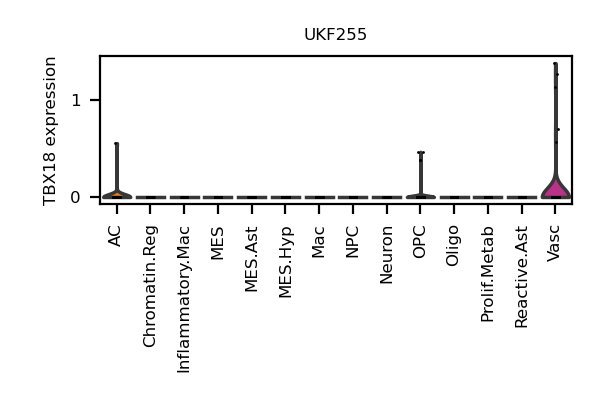 UKF255
TBX18 expression
1
0
AC
Chromatin.Reg
Inflammatory.Mac
MES
MES.Ast
MES.Hyp
Mac
NPC
Neuron
OPC
Oligo
Prolif.Metab
Reactive.Ast
Vasc